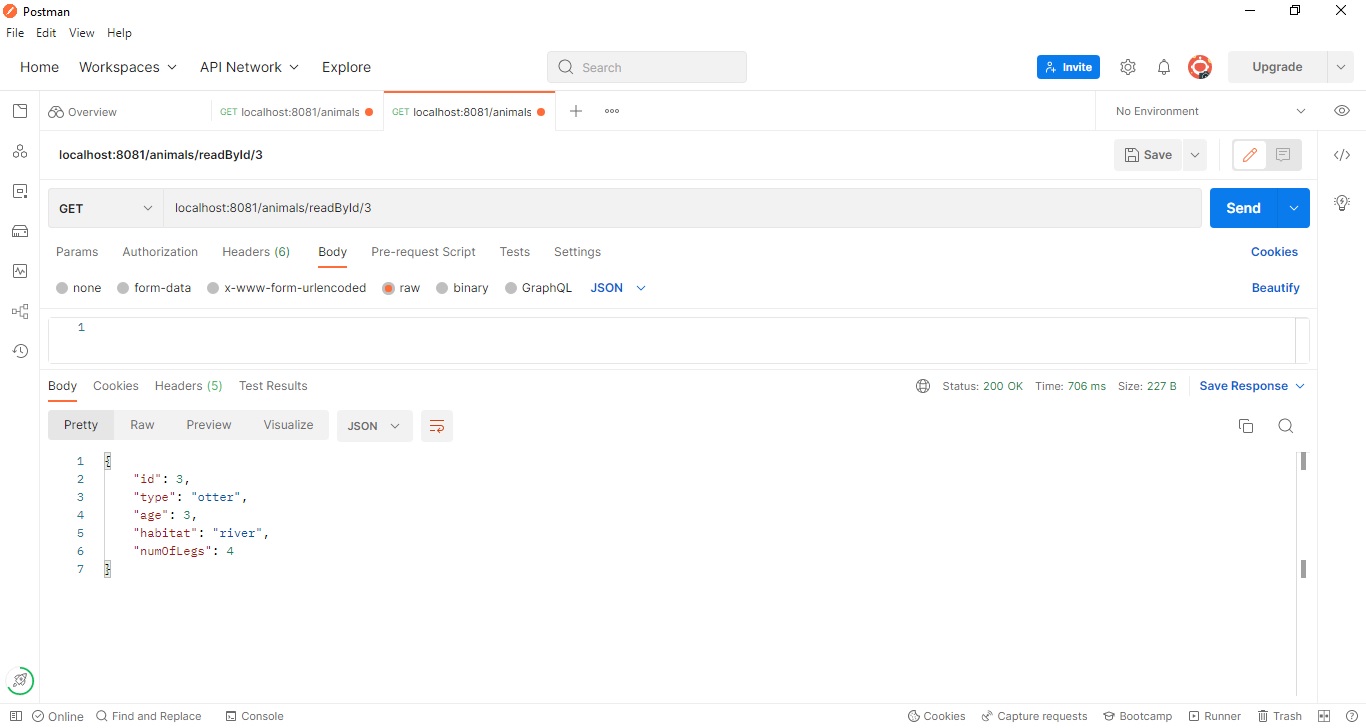 Postman
File Edit View Help
Home Workspaces API Network Explore Search Invite Upgrade
Overview GET localhost:8081/animals GET localhost:8081/animals No Environment
localhost:8081/animals/readById/3 Save
GET localhost:8081/animals/readById/3 Send
Params Authorization Headers (6) Body Pre-request Script Tests Settings Cookies
none form-data x-www-form-urlencoded raw binary GraphQL JSON Beautify
1
Body Cookies Headers (5) Test Results Status: 200 OK Time: 706 ms Size: 227 B Save Response
Pretty Raw Preview Visualize JSON
1 {
2 "id": 3,
3 "type": "otter",
4 "age": 3,
5 "habitat": "river",
6 "numOfLegs": 4
7 }
Online Find and Replace Console Cookies Capture requests Bootcamp Runner Trash